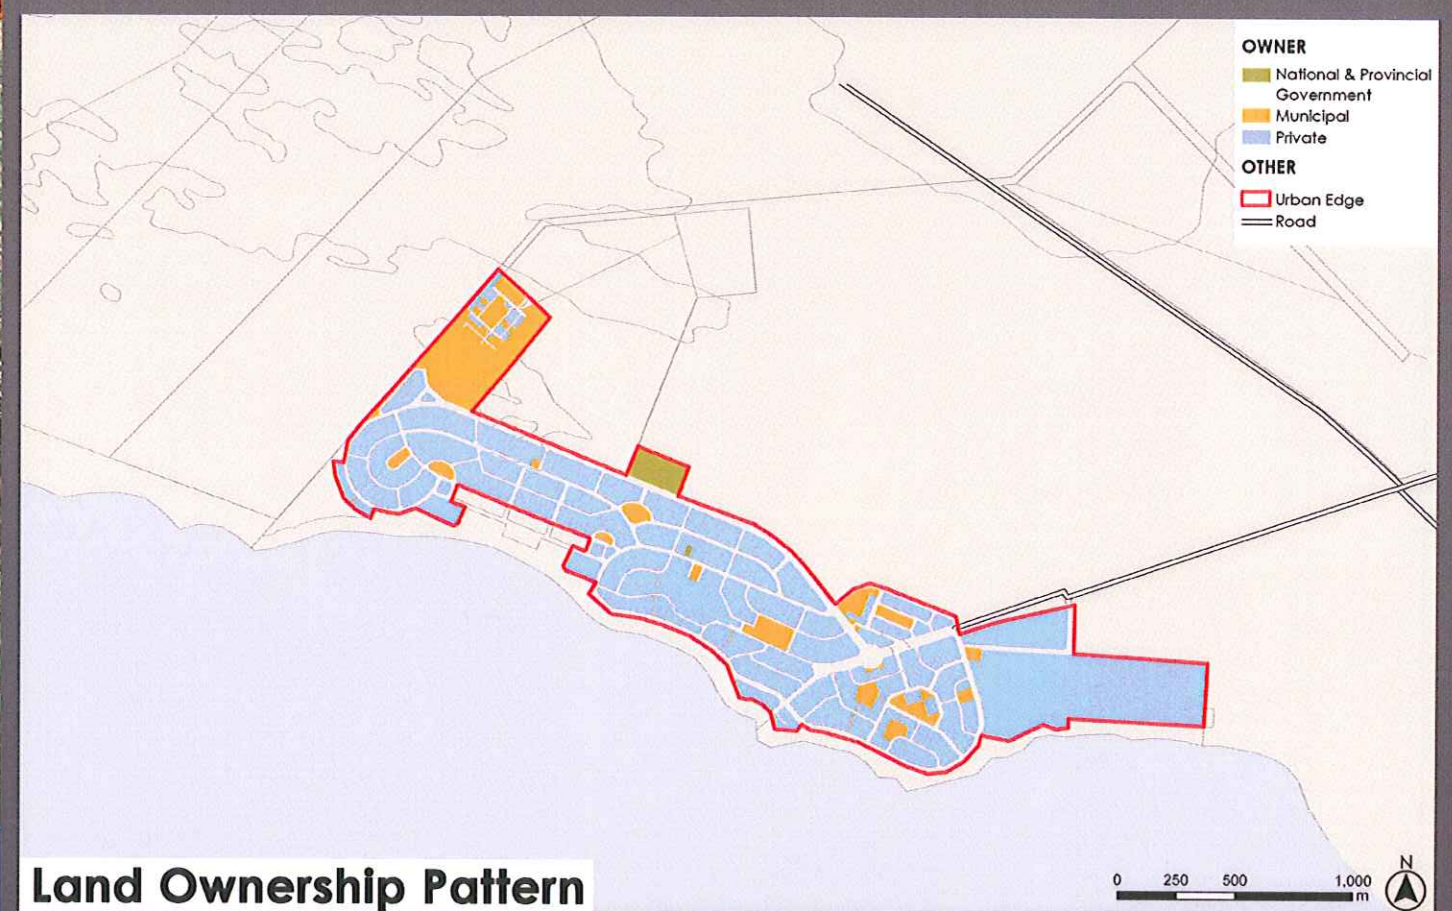 OWNER
National & Provincial
Government
Municipal
Private
OTHER
Urban Edge
Road
Land Ownership Pattern
0 250 500 1,000
m
N